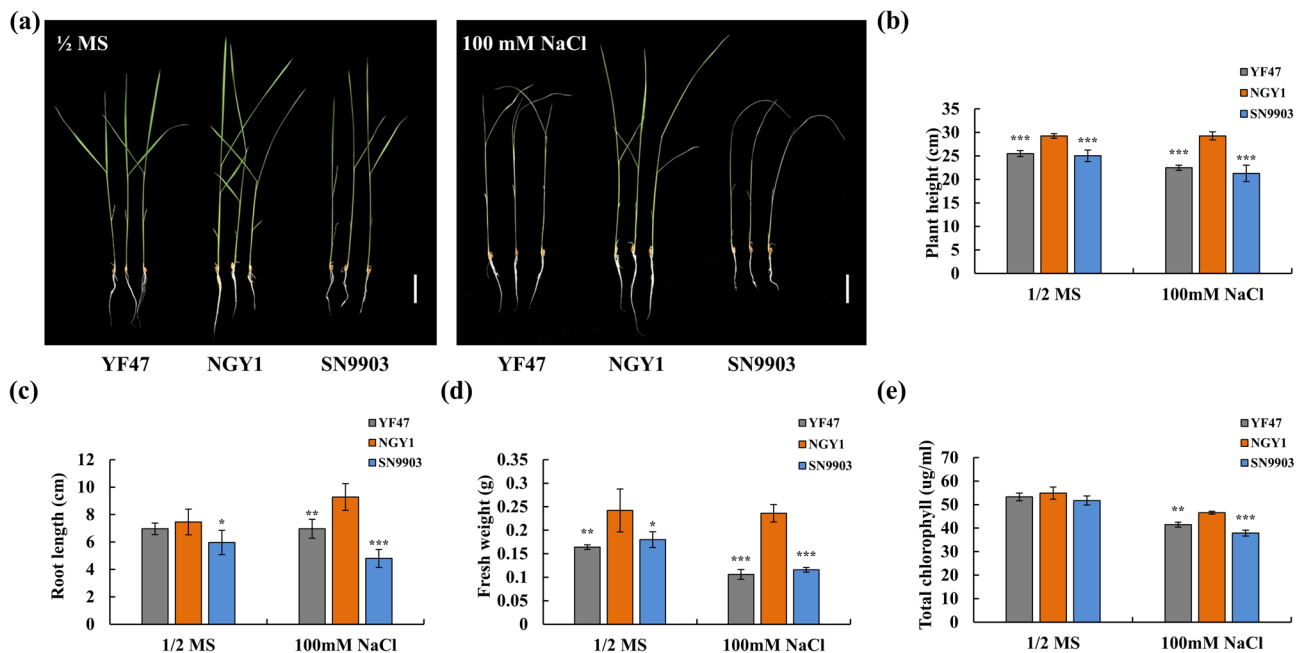 (a)
½ MS
100 mM NaCl
YF47
NGY1
SN9903
YF47
NGY1
SN9903
(b)
YF47
NGY1
SN9903
Plant height (cm)
35
30
25
20
15
10
5
0
***
***
***
***
1/2 MS
100mM NaCl
(c)
YF47
NGY1
SN9903
Root length (cm)
12
10
8
6
4
2
0
*
**
***
1/2 MS
100mM NaCl
(d)
YF47
NGY1
SN9903
Fresh weight (g)
0.35
0.3
0.25
0.2
0.15
0.1
0.05
0
**
*
***
***
1/2 MS
100mM NaCl
(e)
YF47
NGY1
SN9903
Total chlorophyll (ug/ml)
70
60
50
40
30
20
10
0
**
***
1/2 MS
100mM NaCl